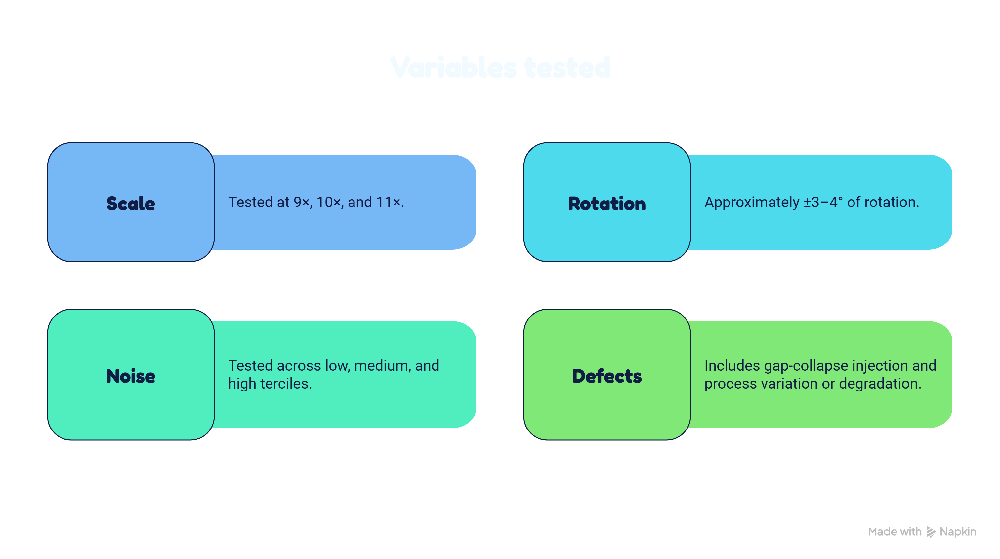 Variables tested
Scale
Tested at 9×, 10×, and 11×.
Rotation
Approximately ±3–4° of rotation.
Noise
Tested across low, medium, and
high terciles.
Defects
Includes gap-collapse injection and
process variation or degradation.
Made with Napkin